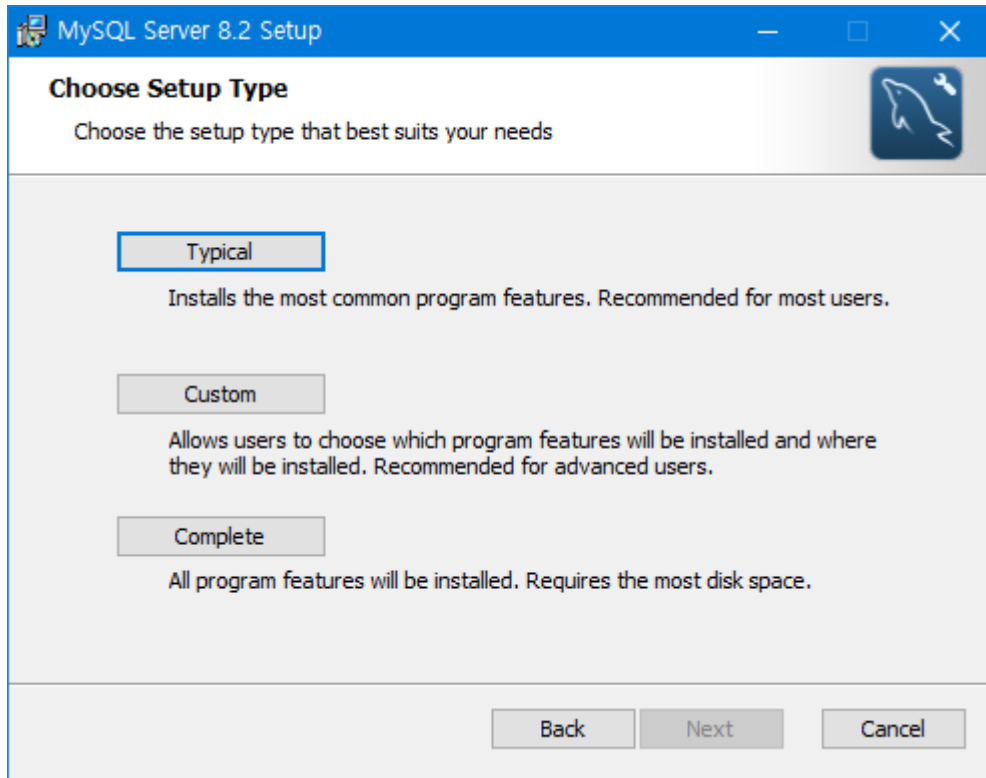 MySQL Server 8.2 Setup
Choose Setup Type
Choose the setup type that best suits your needs
Typical
Installs the most common program features. Recommended for most users.
Custom
Allows users to choose which program features will be installed and where
they will be installed. Recommended for advanced users.
Complete
All program features will be installed. Requires the most disk space.
Back
Next
Cancel